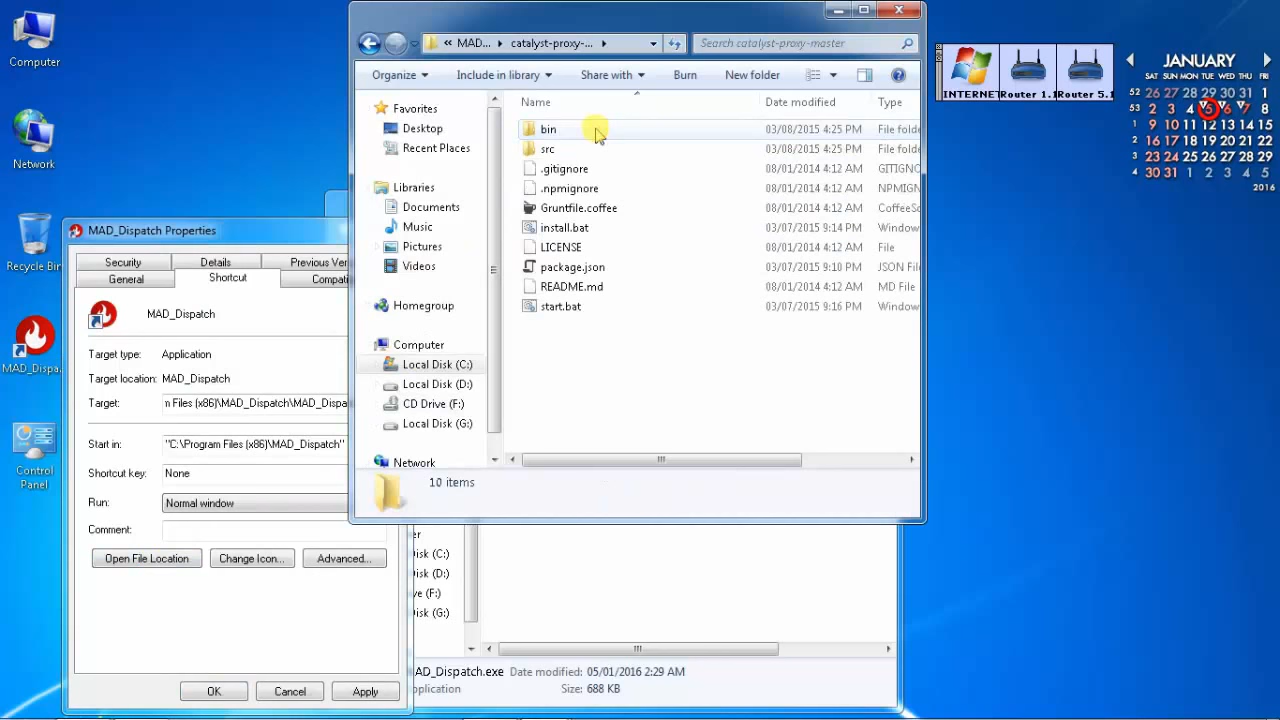 Computer
Network
Recycle Bin
MAD_Dispa
Control
Panel
MAD_Dispatch Properties
Security
Details
Previous Ver
General
Shortcut
Compati
MAD_Dispatch
Target type:
Application
Target location:
MAD_Dispatch
Target:
n Files (x86)\MAD_Dispatch\MAD_Dispa
Start in:
"C:\Program Files (x86)\MAD_Dispatch"
Shortcut key:
None
Run:
Normal window
Comment:
Open File Location
Change Icon...
Advanced...
OK
Cancel
Apply
« MAD... ▸ catalyst-proxy-... ▸
Search catalyst-proxy-master
Organize
Include in library
Share with
Burn
New folder
Favorites
Desktop
Recent Places
Libraries
Documents
Music
Pictures
Videos
Homegroup
Computer
Local Disk (C:)
Local Disk (D:)
CD Drive (F:)
Local Disk (G:)
Network
Name
Date modified
Type
bin 03/08/2015 4:25 PM File folde
src 03/08/2015 4:25 PM File folde
.gitignore 08/01/2014 4:12 AM GITIGNO
.npmignore 08/01/2014 4:12 AM NPMIGN
Gruntfile.coffee 08/01/2014 4:12 AM CoffeeSc
install.bat 03/07/2015 9:14 PM Window
LICENSE 08/01/2014 4:12 AM File
package.json 03/07/2015 9:10 PM JSON File
README.md 08/01/2014 4:12 AM MD File
start.bat 03/07/2015 9:16 PM Window
10 items
er
isk (C:)
isk (D:)
ve (F:)
isk (G:)
AD_Dispatch.exe Date modified: 05/01/2016 2:29 AM
pplication Size: 688 KB
INTERNET
Router 1.1
Router 5.1
JANUARY
SAT SUN MON TUE WED THU FRI
52 26 27 28 29 30 31 1
53 2 3 4 5 6 7 8
1 9 10 11 12 13 14 15
2 16 17 18 19 20 21 22
3 23 24 25 26 27 28 29
4 30 31 1 2 3 4 5
2016